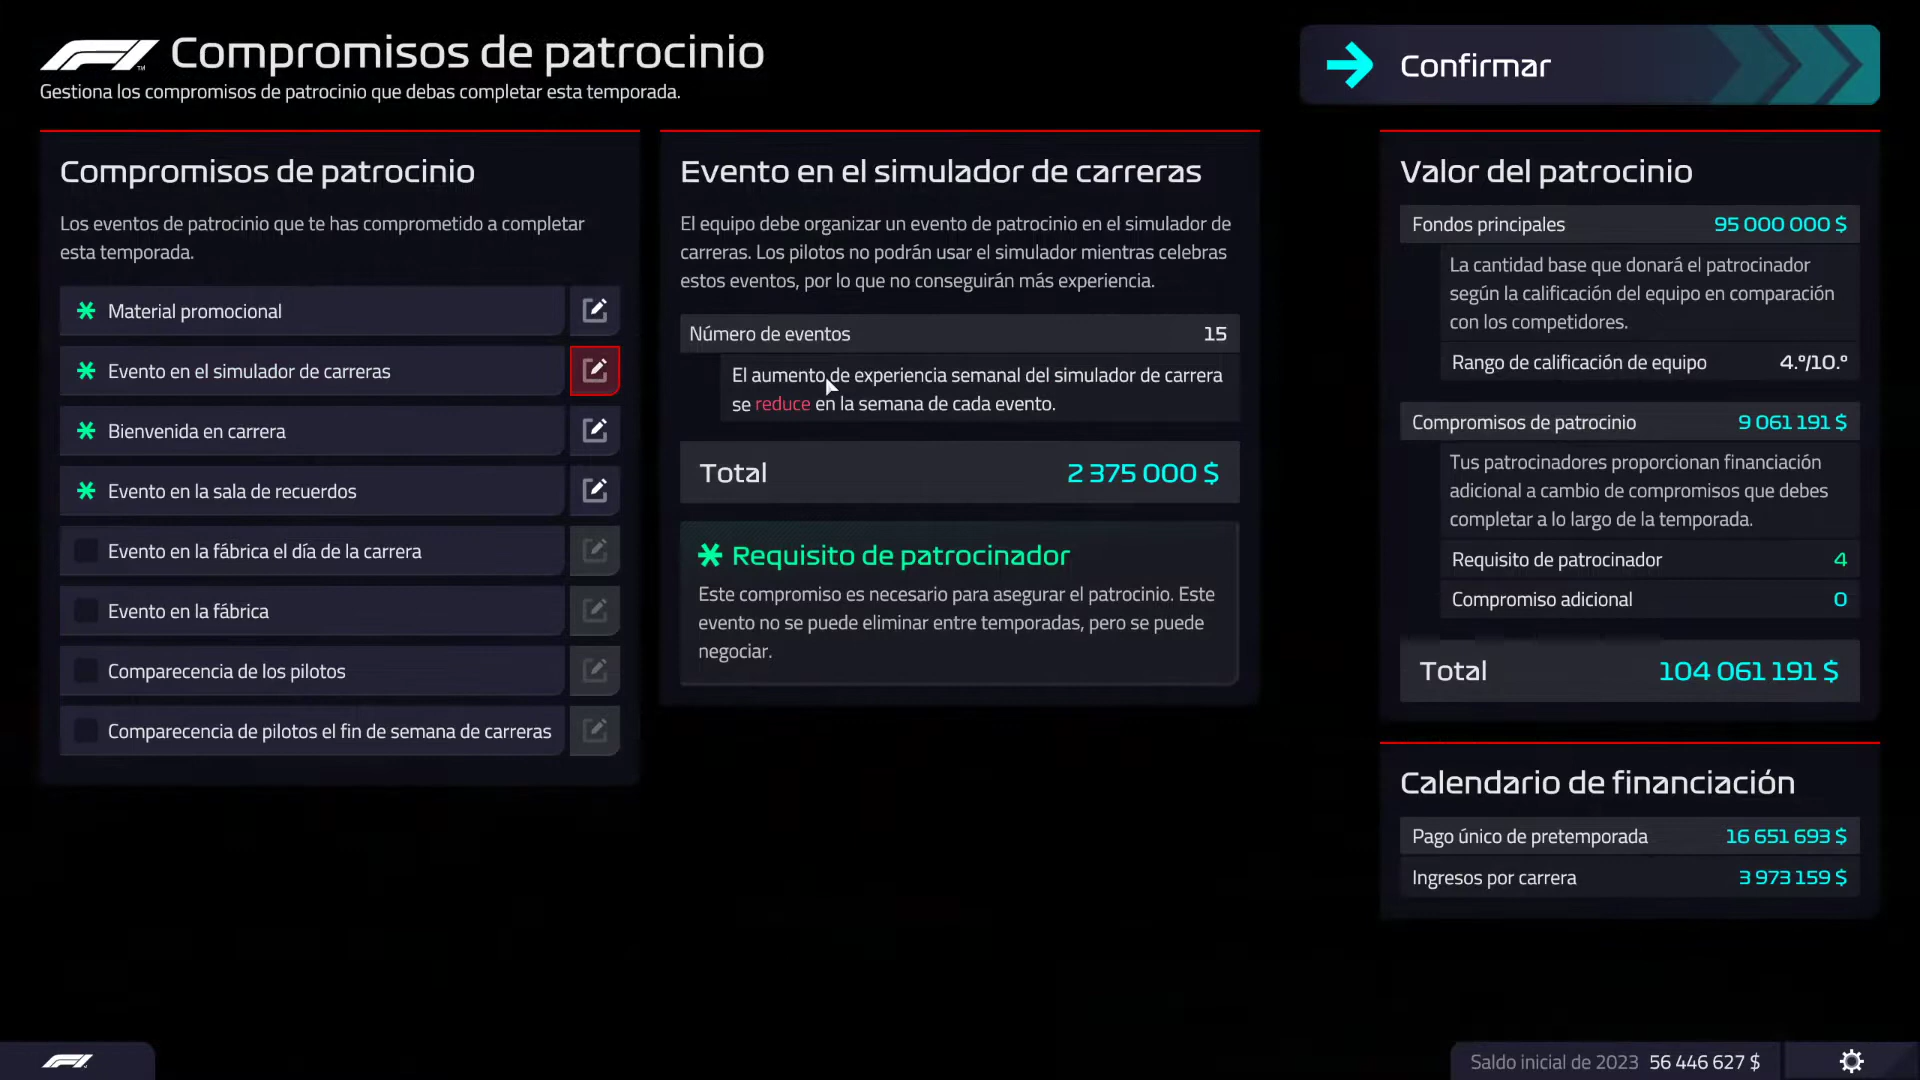 Compromisos de patrocinio
Gestiona los compromisos de patrocinio que debas completar esta temporada.
Confirmar
Compromisos de patrocinio
Los eventos de patrocinio que te has comprometido a completar
esta temporada.
Material promocional
Evento en el simulador de carreras
Bienvenida en carrera
Evento en la sala de recuerdos
Evento en la fábrica el día de la carrera
Evento en la fábrica
Comparecencia de los pilotos
Comparecencia de pilotos el fin de semana de carreras
Evento en el simulador de carreras
El equipo debe organizar un evento de patrocinio en el simulador de
carreras. Los pilotos no podrán usar el simulador mientras celebras
estos eventos, por lo que no conseguirán más experiencia.
Número de eventos 15
El aumento de experiencia semanal del simulador de carrera
se reduce en la semana de cada evento.
Total 2 375 000 $
Requisito de patrocinador
Este compromiso es necesario para asegurar el patrocinio. Este
evento no se puede eliminar entre temporadas, pero se puede
negociar.
Valor del patrocinio
Fondos principales 95 000 000 $
La cantidad base que donará el patrocinador
según la calificación del equipo en comparación
con los competidores.
Rango de calificación de equipo 4.º/10.º
Compromisos de patrocinio 9 061 191 $
Tus patrocinadores proporcionan financiación
adicional a cambio de compromisos que debes
completar a lo largo de la temporada.
Requisito de patrocinador 4
Compromiso adicional 0
Total 104 061 191 $
Calendario de financiación
Pago único de pretemporada 16 651 693 $
Ingresos por carrera 3 973 159 $
Saldo inicial de 2023 56 446 627 $